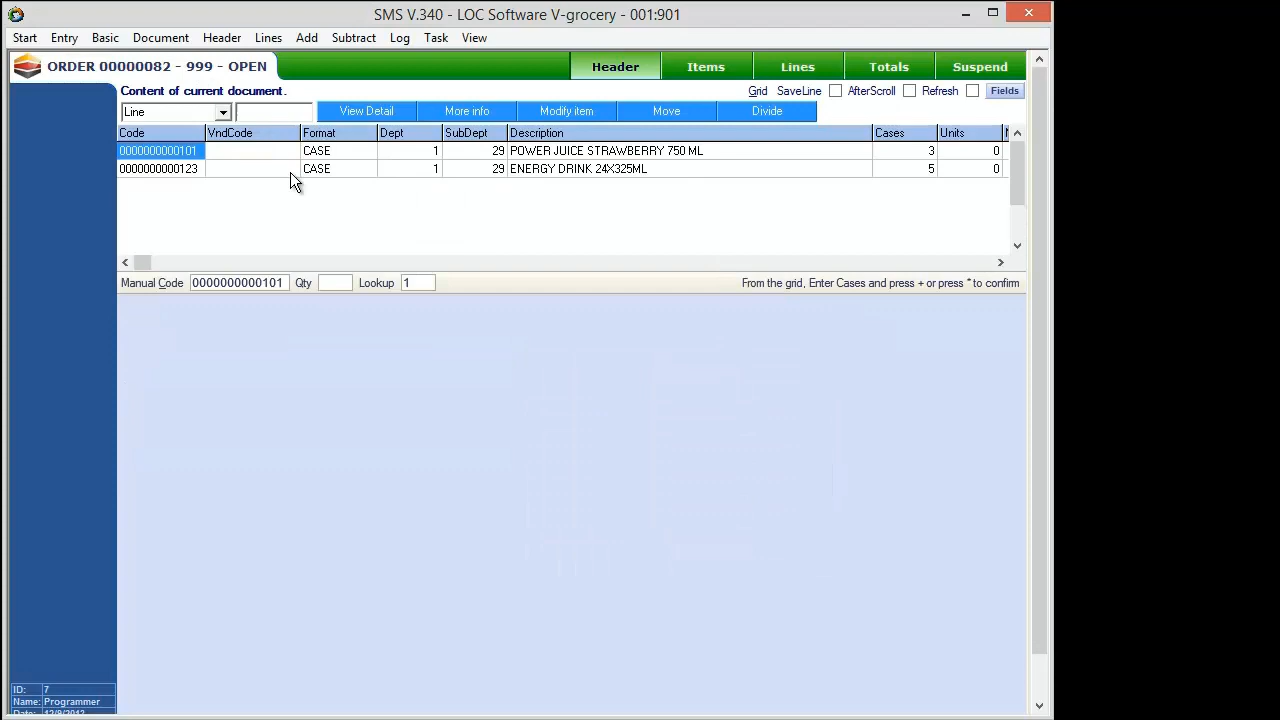 SMS V.340 - LOC Software V-grocery - 001:901
Start Entry Basic Document Header Lines Add Subtract Log Task View
ORDER 00000082 - 999 - OPEN Header Items Lines Totals Suspend
Content of current document. Grid SaveLine AfterScroll Refresh Fields
Line View Detail More info Modify item Move Divide
Code VndCode Format Dept SubDept Description Cases Units
0000000000101 CASE 1 29 POWER JUICE STRAWBERRY 750 ML 3 0
0000000000123 CASE 1 29 ENERGY DRINK 24X325ML 5 0
Manual Code 0000000000101 Qty Lookup 1 From the grid, Enter Cases and press + or press * to confirm
ID: 7
Name: Programmer